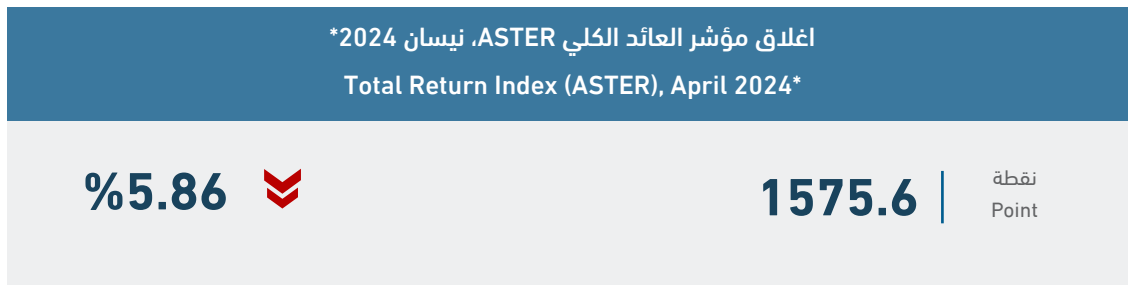 اغلاق مؤشر العائد الكلي ASTER، نيسان 2024*
Total Return Index (ASTER), April 2024*
نقطة
Point
1575.6
%5.86